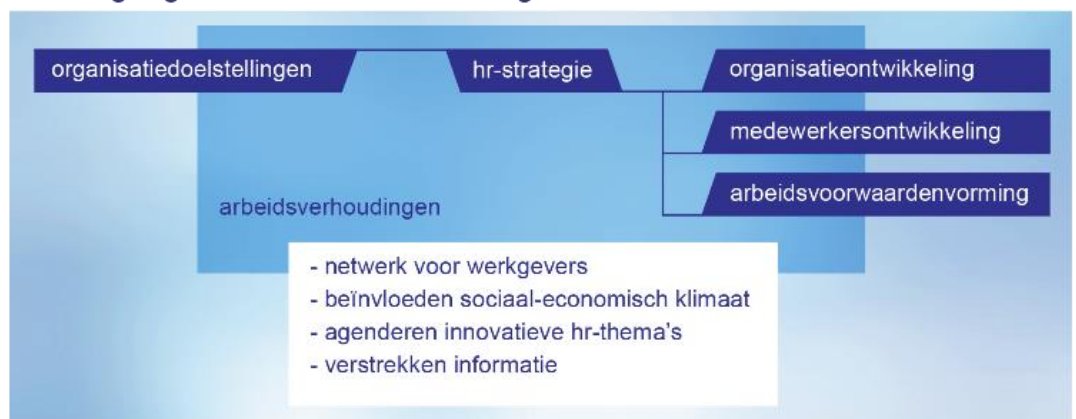 organisatiedoelstellingen
hr-strategie
organisatieontwikkeling
medewerkersontwikkeling
arbeidsvoorwaardenvorming
arbeidsverhoudingen
- netwerk voor werkgevers
- beïnvloeden sociaal-economisch klimaat
- agenderen innovatieve hr-thema's
- verstrekken informatie